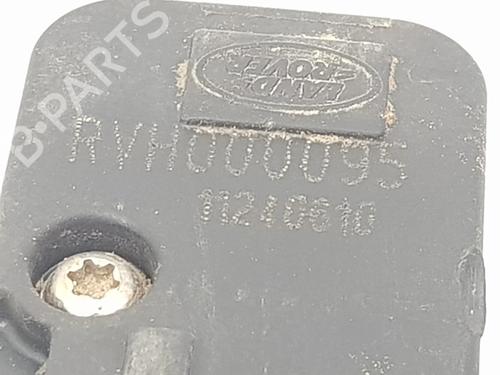 LAND
ROVER
RVH000095
11240610
B-PARTS